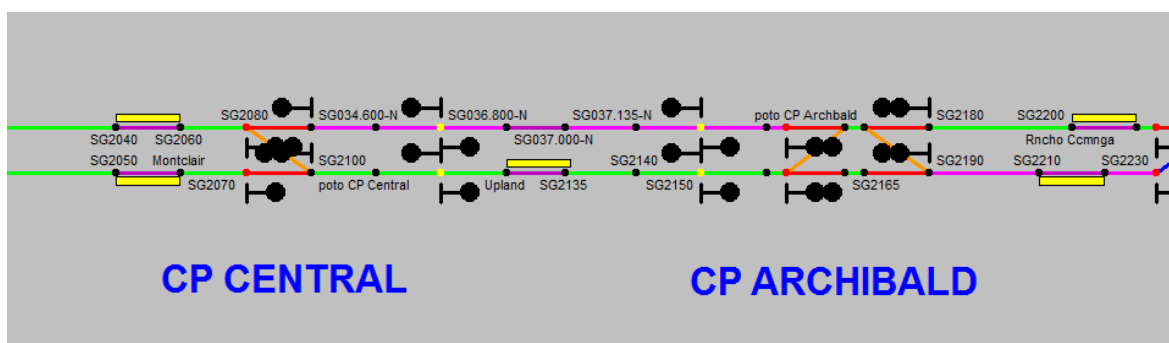 SG2080
SG034.600-N
SG036.800-N
SG037.135-N
poto CP Archbald
SG2180
SG2200
SG2040
SG2060
SG037.000-N
Rncho Ccmnga
SG2050
Montclair
SG2100
SG2140
SG2190
SG2210
SG2230
SG2070
poto CP Central
Upland
SG2135
SG2150
SG2165
CP CENTRAL
CP ARCHIBALD